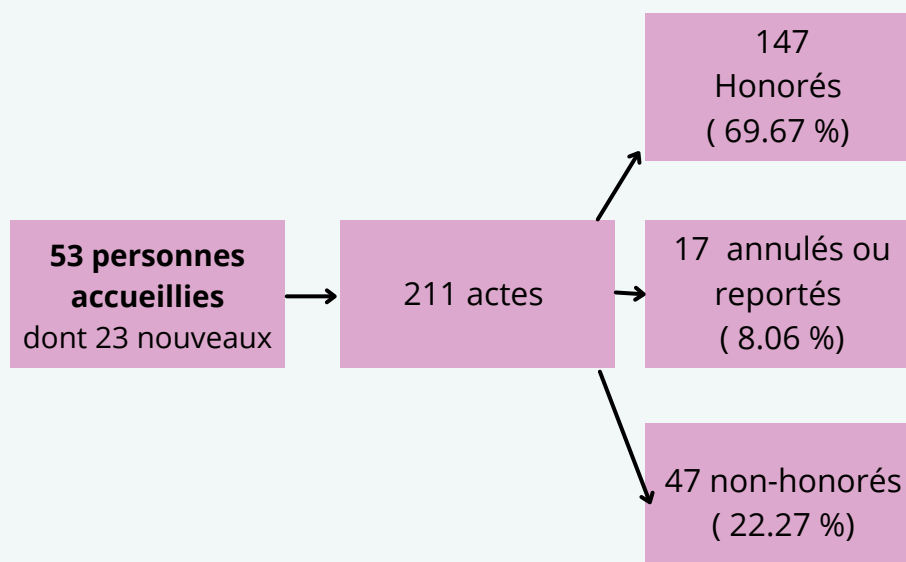 53 personnes
accueillies
dont 23 nouveaux
211 actes
147
Honorés
( 69.67 %)
17  annulés ou
reportés
( 8.06 %)
47 non-honorés
( 22.27 %)